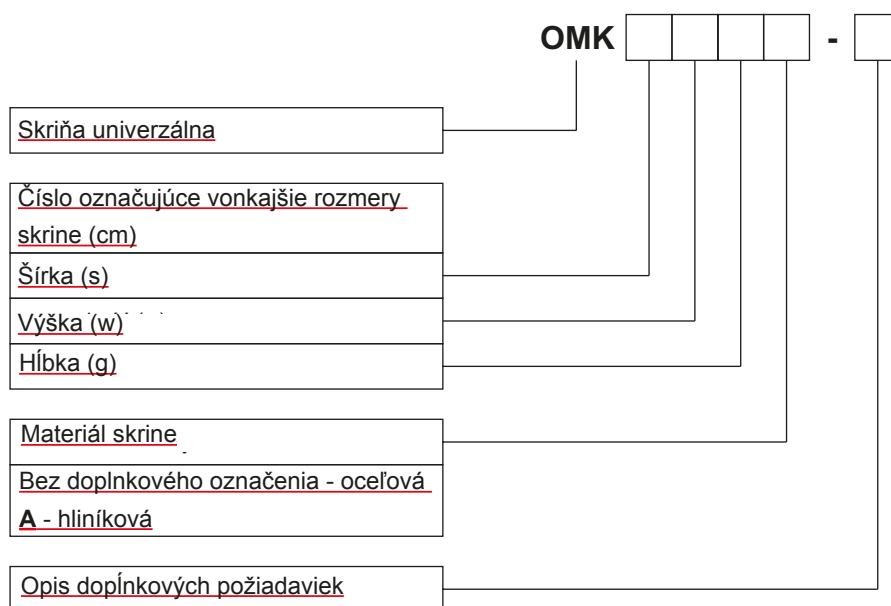 OMK -
Skriňa univerzálna
Číslo označujúce vonkajšie rozmery
skrine (cm)
Šírka (s)
Výška (w)
Hĺbka (g)
Materiál skrine
Bez doplnkového označenia - oceľová
A - hliníková
Opis dopĺnkových požiadaviek